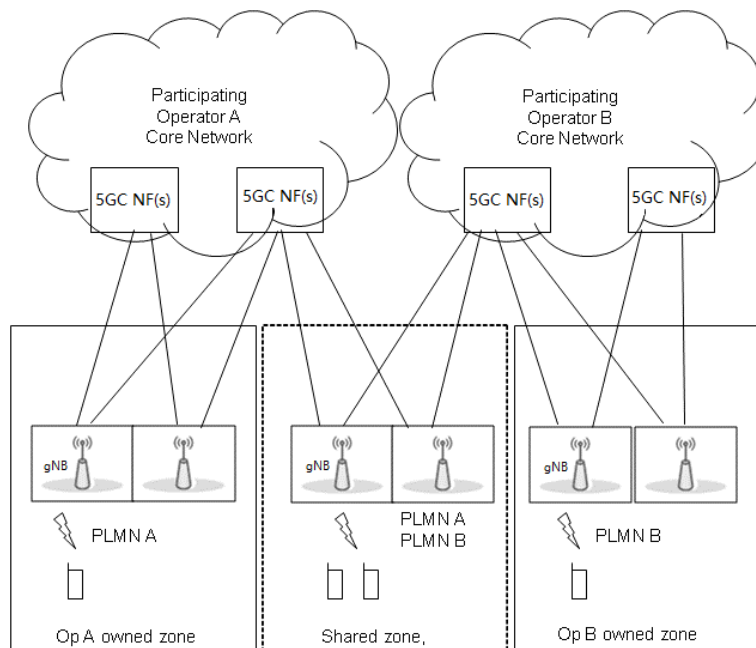 Participating
Operator A
Core Network
Participating
Operator B
Core Network
5GC NF(s)
5GC NF(s)
5GC NF(s)
5GC NF(s)
gNB
gNB
gNB
PLMN A
PLMN A
PLMN B
PLMN B
Op A owned zone
Shared zone,
Op B owned zone